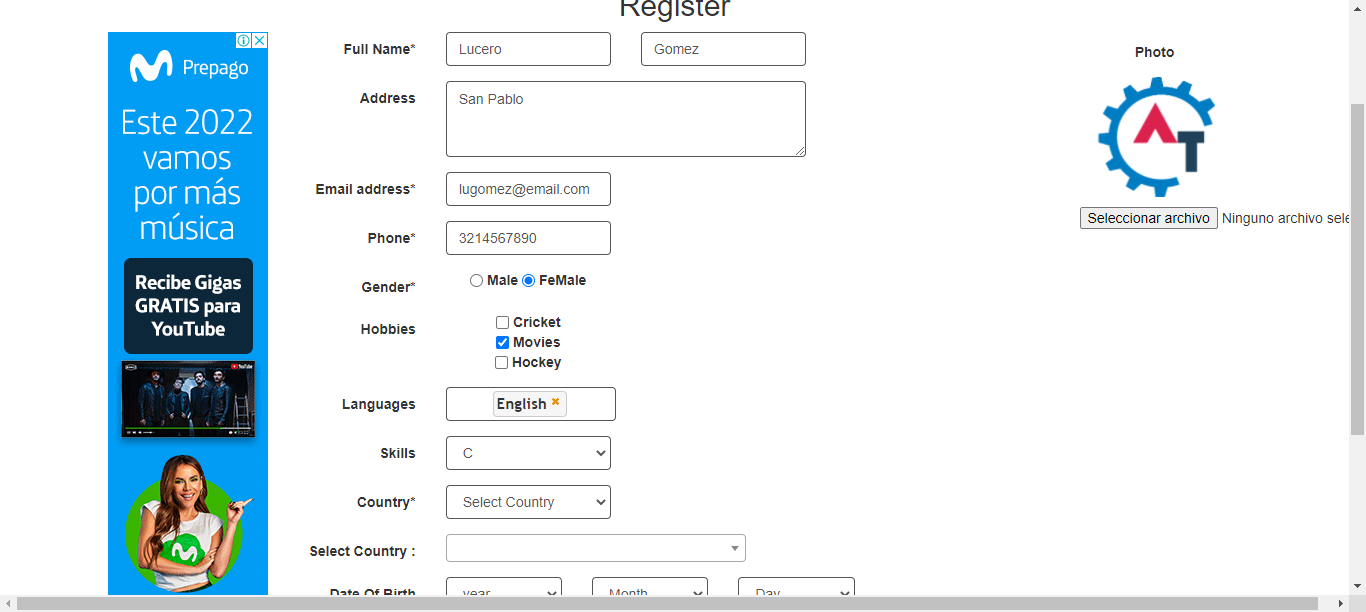 Register
Prepago
Este 2022
vamos
por más
música
Recibe Gigas
GRATIS para
YouTube
YouTube
Full Name*
Lucero
Gomez
Address
San Pablo
Email address*
lugomez@email.com
Phone*
3214567890
Gender*
Male
FeMale
Hobbies
Cricket
Movies
Hockey
Languages
English
Skills
C
Country*
Select Country
Select Country :
Date Of Birth
year
Month
Day
Photo
AT
Seleccionar archivo Ninguno archivo sele